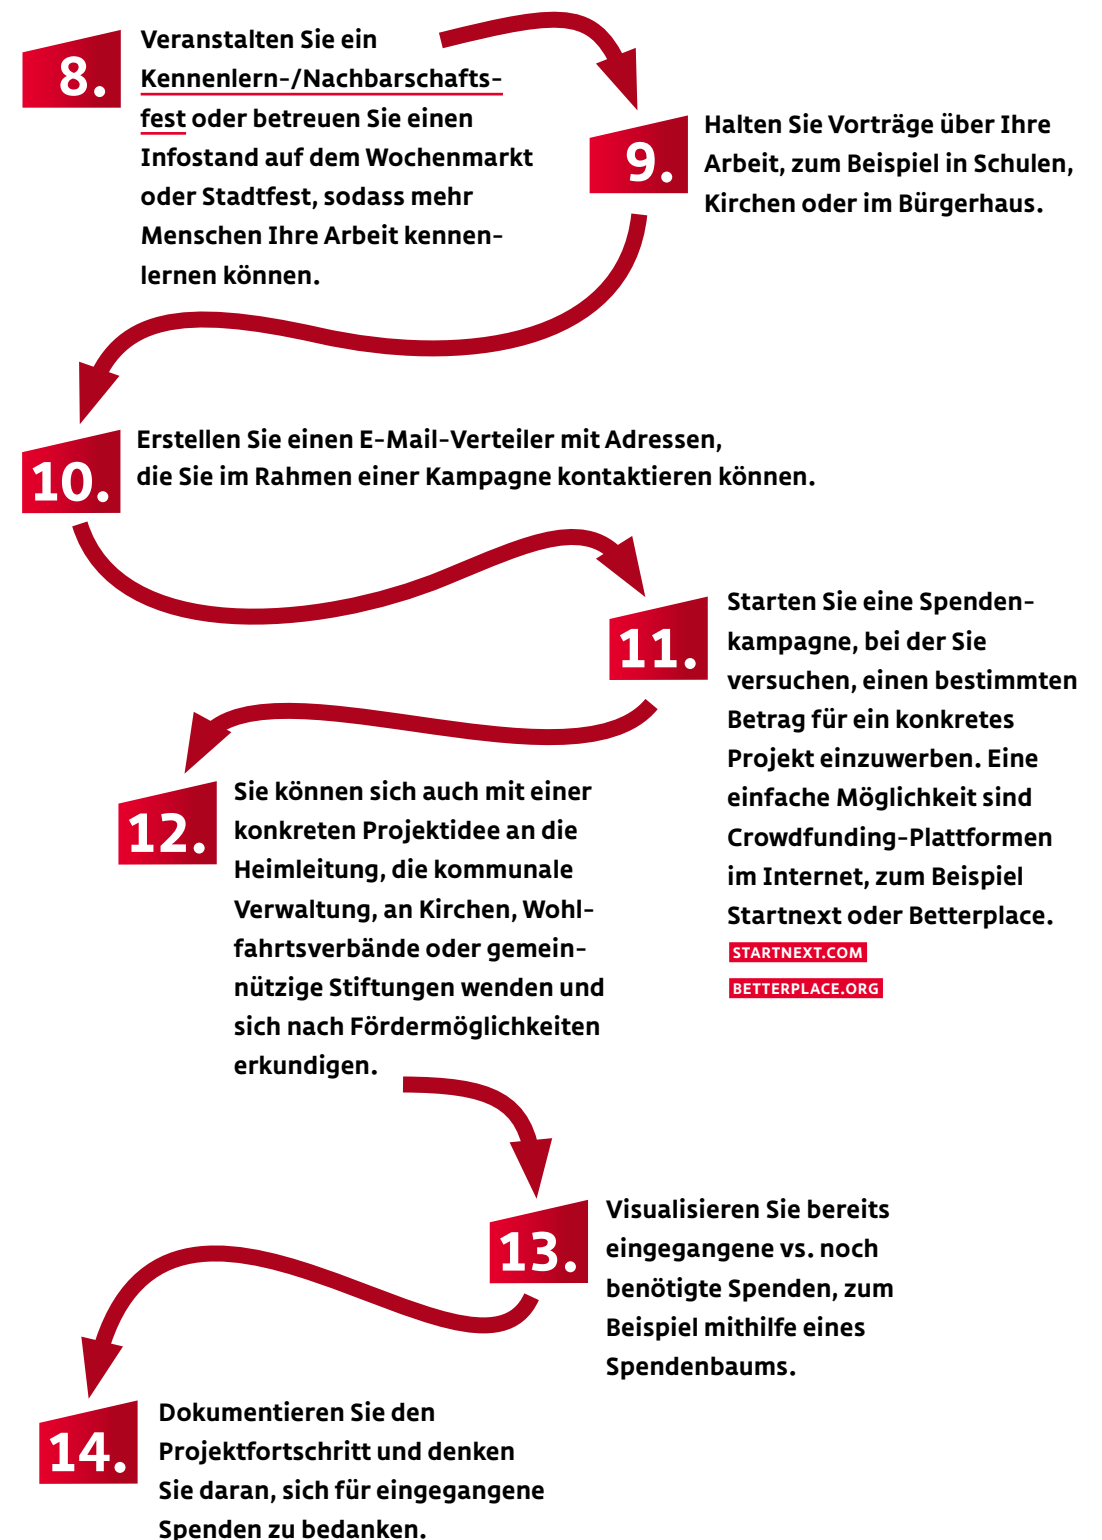 8.
Veranstalten Sie ein
Kennenlern-/Nachbarschafts-
fest oder betreuen Sie einen
Infostand auf dem Wochenmarkt
oder Stadtfest, sodass mehr
Menschen Ihre Arbeit kennen-
lernen können.
9.
Halten Sie Vorträge über Ihre
Arbeit, zum Beispiel in Schulen,
Kirchen oder im Bürgerhaus.
10.
Erstellen Sie einen E-Mail-Verteiler mit Adressen,
die Sie im Rahmen einer Kampagne kontaktieren können.
11.
Starten Sie eine Spenden-
kampagne, bei der Sie
versuchen, einen bestimmten
Betrag für ein konkretes
Projekt einzuwerben. Eine
einfache Möglichkeit sind
Crowdfunding-Plattformen
im Internet, zum Beispiel
Startnext oder Betterplace.
STARTNEXT.COM
BETTERPLACE.ORG
12.
Sie können sich auch mit einer
konkreten Projektidee an die
Heimleitung, die kommunale
Verwaltung, an Kirchen, Wohl-
fahrtsverbände oder gemein-
nützige Stiftungen wenden und
sich nach Fördermöglichkeiten
erkundigen.
13.
Visualisieren Sie bereits
eingegangene vs. noch
benötigte Spenden, zum
Beispiel mithilfe eines
Spendenbaums.
14.
Dokumentieren Sie den
Projektfortschritt und denken
Sie daran, sich für eingegangene
Spenden zu bedanken.